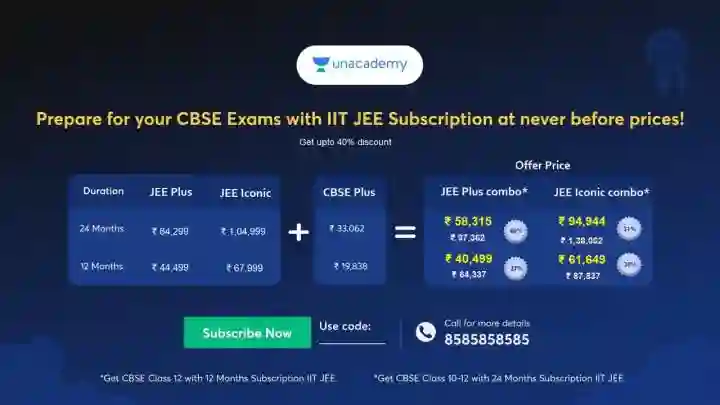 unacademy
Prepare for your CBSE Exams with IIT JEE Subscription at never before prices!
Get upto 40% discount
Offer Price
Duration JEE Plus JEE Iconic CBSE Plus JEE Plus combo* JEE Iconic combo*
24 Months ₹ 84,299 ₹ 1,04,999 + ₹ 33,062 = ₹ 58,315 ₹ 94,944
₹ 97,362 31%
12 Months ₹ 44,499 ₹ 67,999 ₹ 19,838 ₹ 40,499 ₹ 61,649
₹ 64,337 37% ₹ 87,837
Subscribe Now Use code: Call for more details
8585858585
*Get CBSE Class 12 with 12 Months Subscription IIT JEE *Get CBSE Class 10-12 with 24 Months Subscription IIT JEE